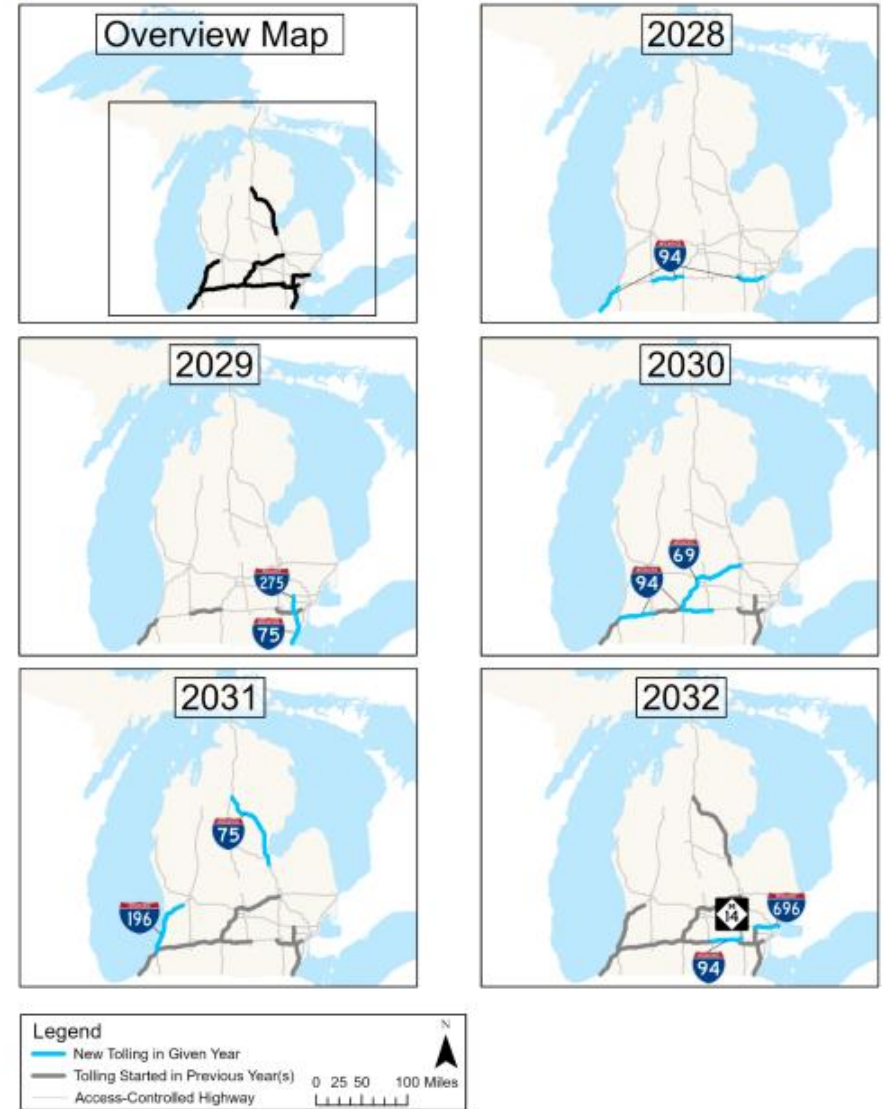 Overview Map
2028
94
2029
275
75
2030
69
94
2031
75
196
2032
M
14
696
94
Legend
N
New Tolling in Given Year
Tolling Started in Previous Year(s)
0 25 50 100 Miles
Access-Controlled Highway